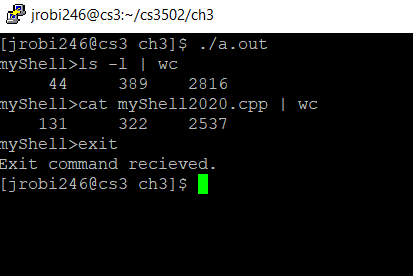 jrobi246@cs3:~/cs3502/ch3
[jrobi246@cs3 ch3]$ ./a.out
myShell>ls -l | wc
     44     389    2816
myShell>cat myShell2020.cpp | wc
    131     322    2537
myShell>exit
Exit command recieved.
[jrobi246@cs3 ch3]$